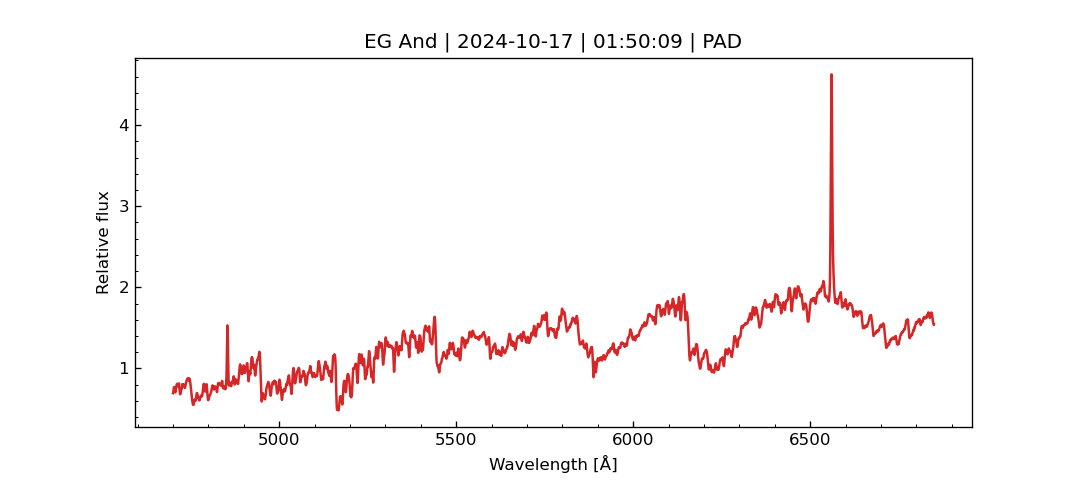 EG And | 2024-10-17 | 01:50:09 | PAD
4
3
2
1
Relative flux
5000 5500 6000 6500
Wavelength [Å]